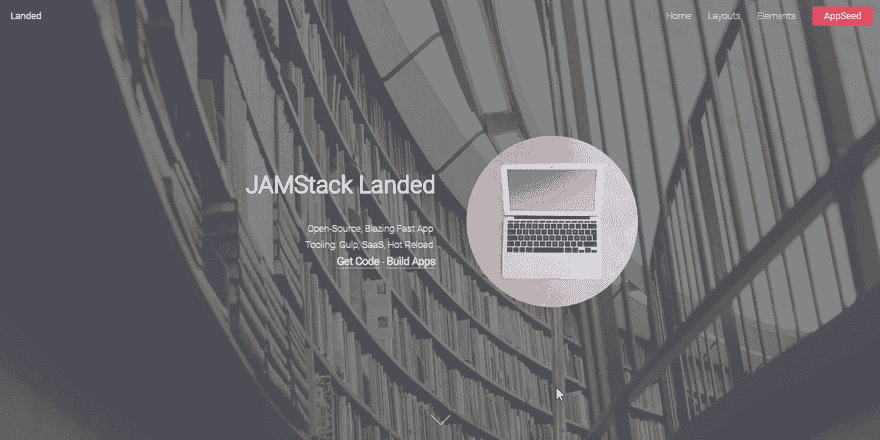 Landed
Home Layouts Elements AppSeed
JAMStack Landed
Open-Source, Blazing Fast App
Tooling: Gulp, SaaS, Hot Reload
Get Code - Build Apps